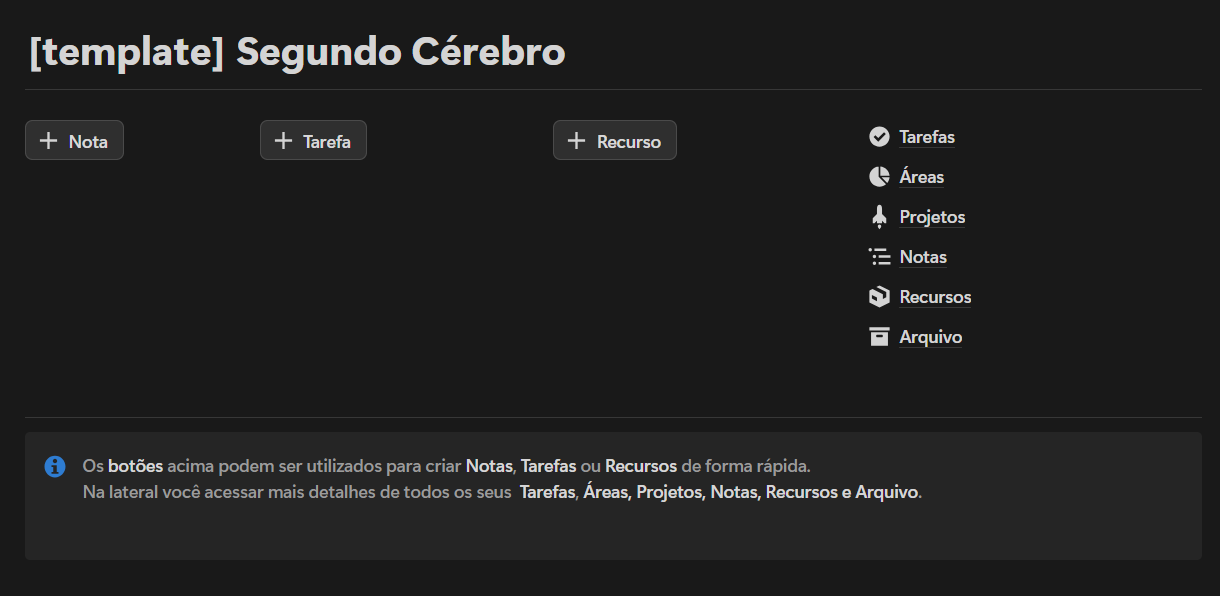 [template] Segundo Cérebro
+ Nota
+ Tarefa
+ Recurso
Tarefas
Áreas
Projetos
Notas
Recursos
Arquivo
Os botões acima podem ser utilizados para criar Notas, Tarefas ou Recursos de forma rápida.
Na lateral você acessar mais detalhes de todos os seus  Tarefas, Áreas, Projetos, Notas, Recursos e Arquivo.